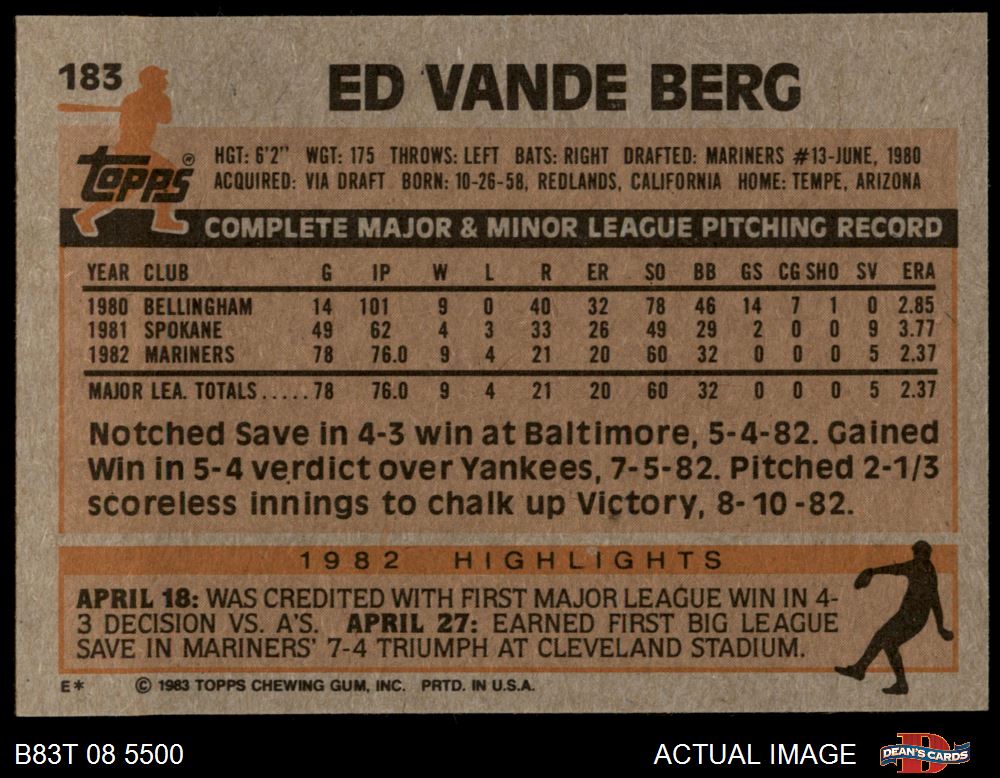 183 ED VANDE BERG
Topps®
HGT: 6'2" WGT: 175 THROWS: LEFT BATS: RIGHT DRAFTED: MARINERS #13-JUNE, 1980
ACQUIRED: VIA DRAFT BORN: 10-26-58, REDLANDS, CALIFORNIA HOME: TEMPE, ARIZONA
COMPLETE MAJOR & MINOR LEAGUE PITCHING RECORD
YEAR CLUB G IP W L R ER SO BB GS CG SHO SV ERA
1980 BELLINGHAM 14 101 9 0 40 32 78 46 14 7 1 0 2.85
1981 SPOKANE 49 62 4 3 33 26 49 29 2 0 0 9 3.77
1982 MARINERS 78 76.0 9 4 21 20 60 32 0 0 0 5 2.37
MAJOR LEA. TOTALS.....78 76.0 9 4 21 20 60 32 0 0 0 5 2.37
Notched Save in 4-3 win at Baltimore, 5-4-82. Gained
Win in 5-4 verdict over Yankees, 7-5-82. Pitched 2-1/3
scoreless innings to chalk up Victory, 8-10-82.
1982 HIGHLIGHTS
APRIL 18: WAS CREDITED WITH FIRST MAJOR LEAGUE WIN IN 4-
3 DECISION VS. A'S. APRIL 27: EARNED FIRST BIG LEAGUE
SAVE IN MARINERS' 7-4 TRIUMPH AT CLEVELAND STADIUM.
E* © 1983 TOPPS CHEWING GUM, INC. PRTD. IN U.S.A.
B83T 08 5500 ACTUAL IMAGE
D
DEAN'S CARDS